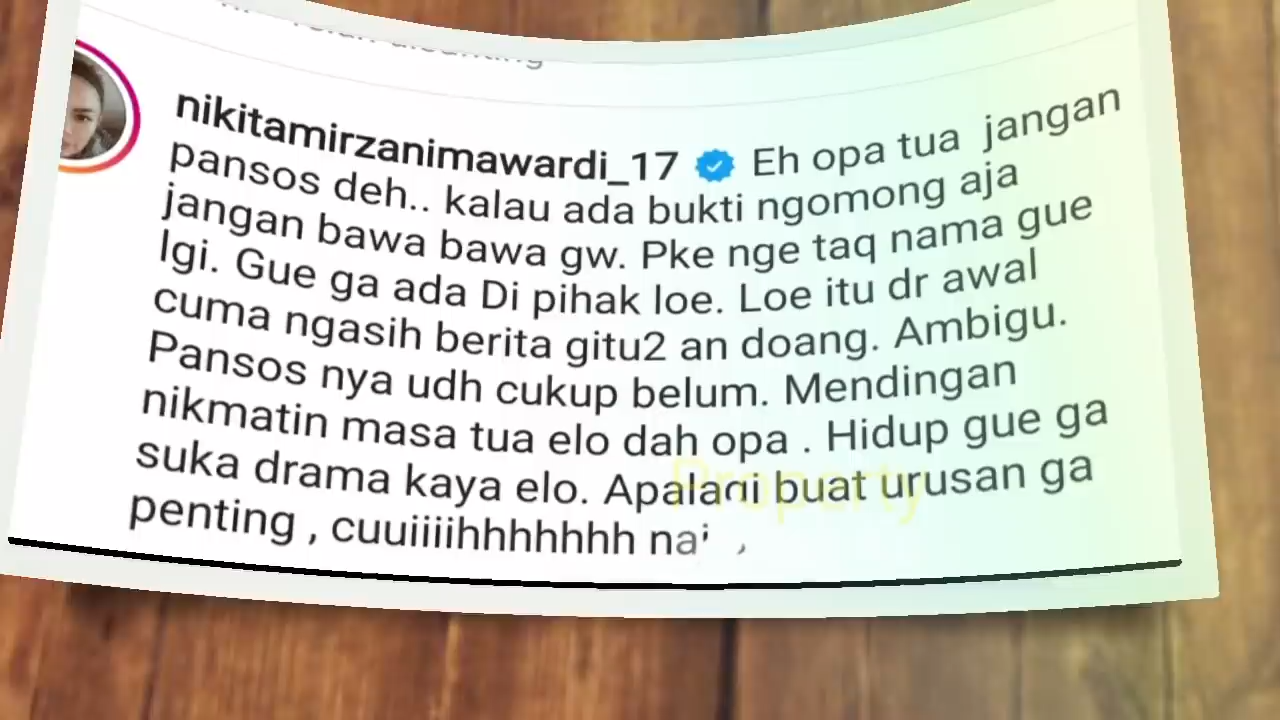 nikitamirzanimawardi_17 Eh opa tua jangan
pansos deh.. kalau ada bukti ngomong aja
jangan bawa bawa gw. Pke nge taq nama gue
lgi. Gue ga ada Di pihak loe. Loe itu dr awal
cuma ngasih berita gitu2 an doang. Ambigu.
Pansos nya udh cukup belum. Mendingan
nikmatin masa tua elo dah opa . Hidup gue ga
suka drama kaya elo. Apalagi buat urusan ga
penting , cuuiiiihhhhhhh
Property